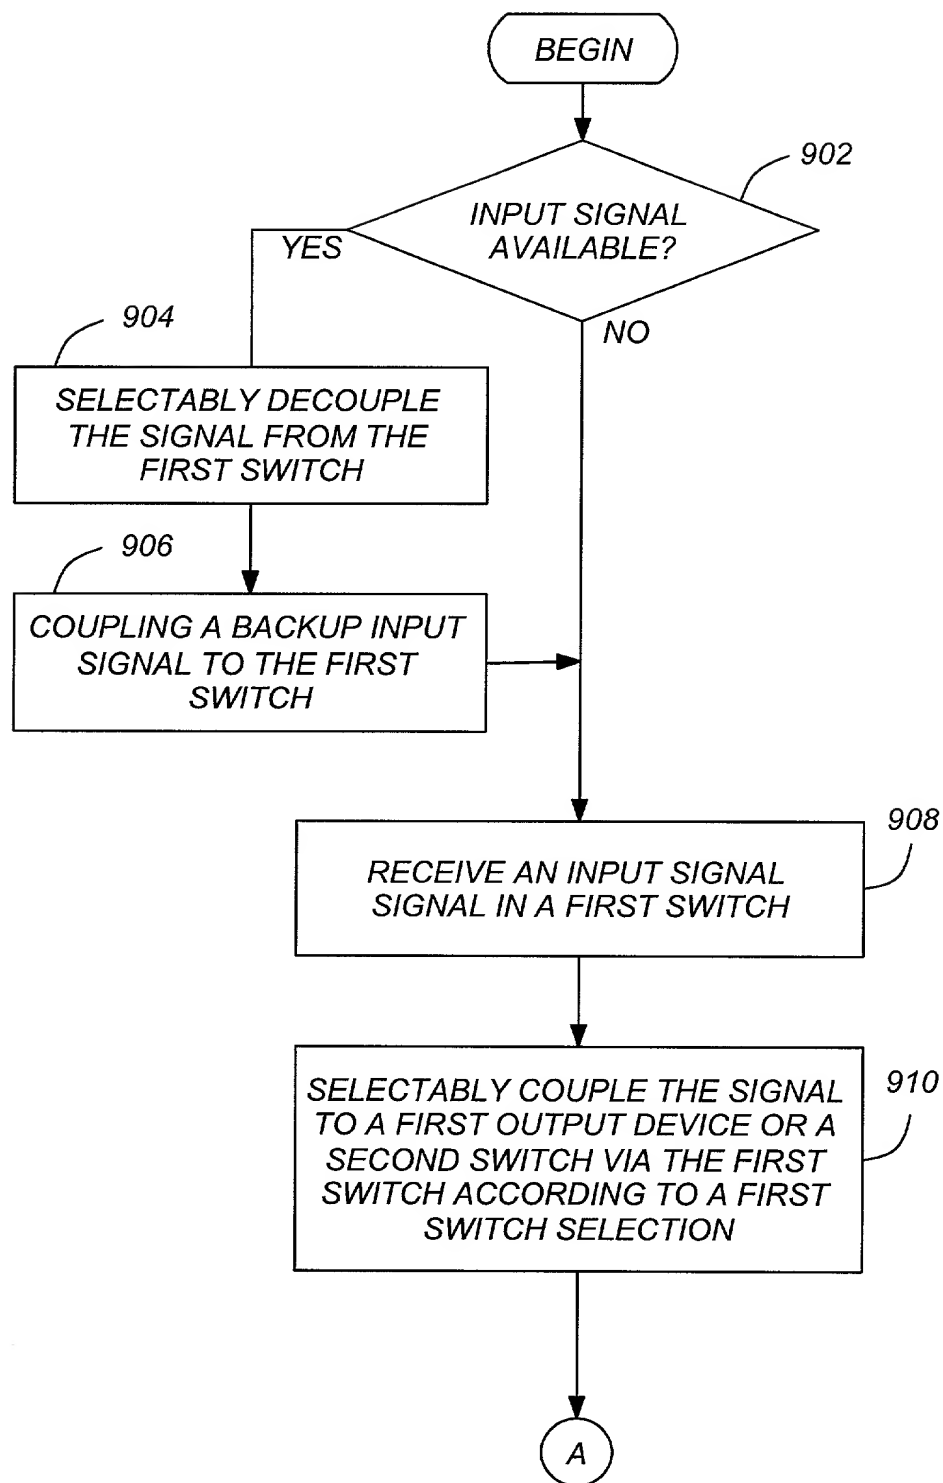 BEGIN
902
INPUT SIGNAL
AVAILABLE?
YES
NO
904
SELECTABLY DECOUPLE
THE SIGNAL FROM THE
FIRST SWITCH
906
COUPLING A BACKUP INPUT
SIGNAL TO THE FIRST
SWITCH
908
RECEIVE AN INPUT SIGNAL
SIGNAL IN A FIRST SWITCH
910
SELECTABLY COUPLE THE SIGNAL
TO A FIRST OUTPUT DEVICE OR A
SECOND SWITCH VIA THE FIRST
SWITCH ACCORDING TO A FIRST
SWITCH SELECTION
A